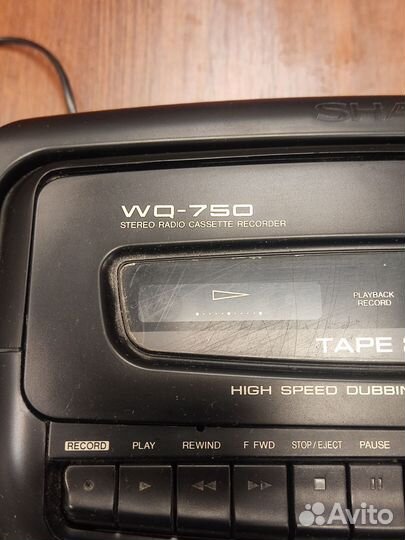 SHA
WQ-750
STEREO RADIO CASSETTE RECORDER
PLAYBACK
RECORD
TAPE
HIGH SPEED DUBBIN
RECORD PLAY REWIND F FWD STOP/EJECT PAUSE
Avito